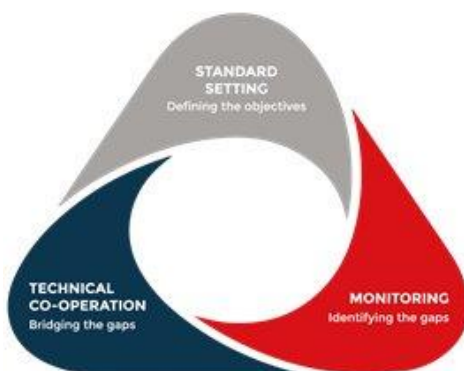 STANDARD
SETTING
Defining the objectives
TECHNICAL
CO-OPERATION
Bridging the gaps
MONITORING
Identifying the gaps